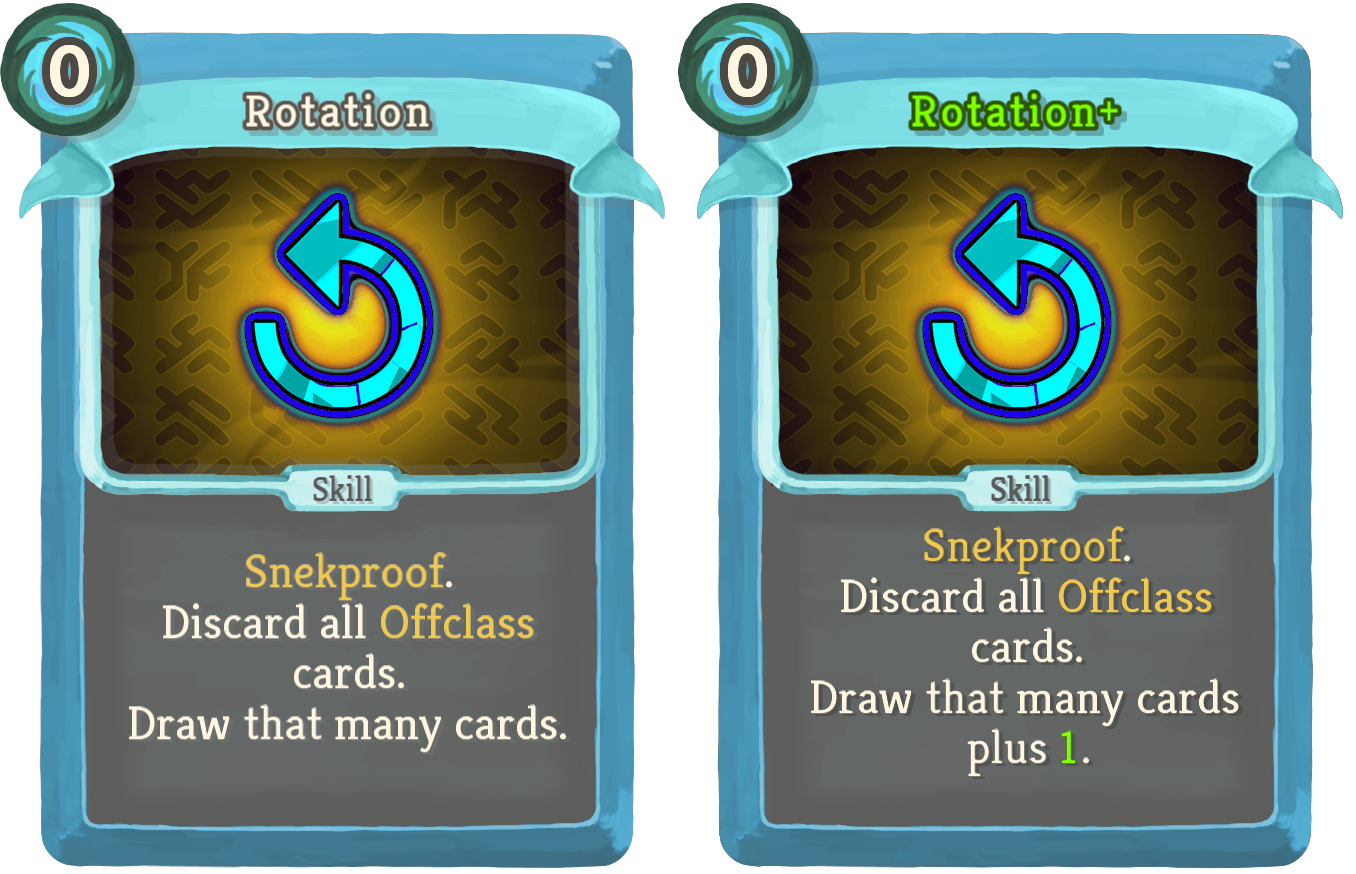 0
Rotation
Skill
Snekproof.
Discard all Offclass
cards.
Draw that many cards.
0
Rotation+
Skill
Snekproof.
Discard all Offclass
cards.
Draw that many cards
plus 1.